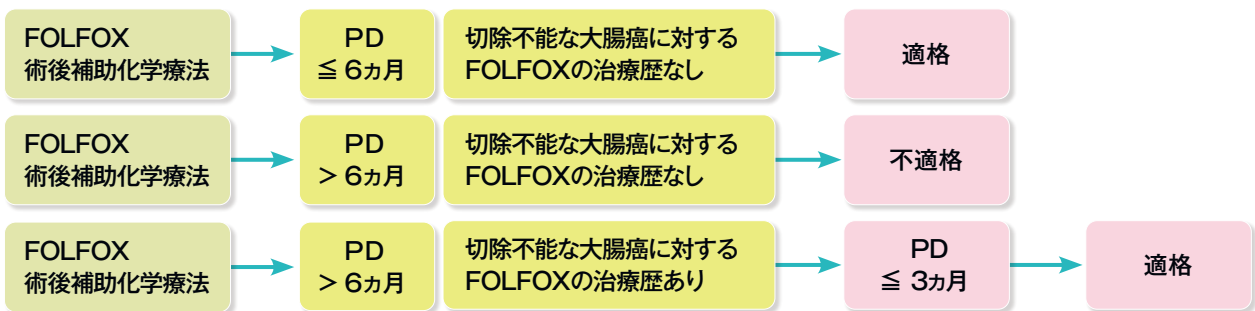 FOLFOX
術後補助化学療法
PD
≦ 6ヵ月
切除不能な大腸癌に対する
FOLFOXの治療歴なし
適格
FOLFOX
術後補助化学療法
PD
> 6ヵ月
切除不能な大腸癌に対する
FOLFOXの治療歴なし
不適格
FOLFOX
術後補助化学療法
PD
> 6ヵ月
切除不能な大腸癌に対する
FOLFOXの治療歴あり
PD
≦ 3ヵ月
適格